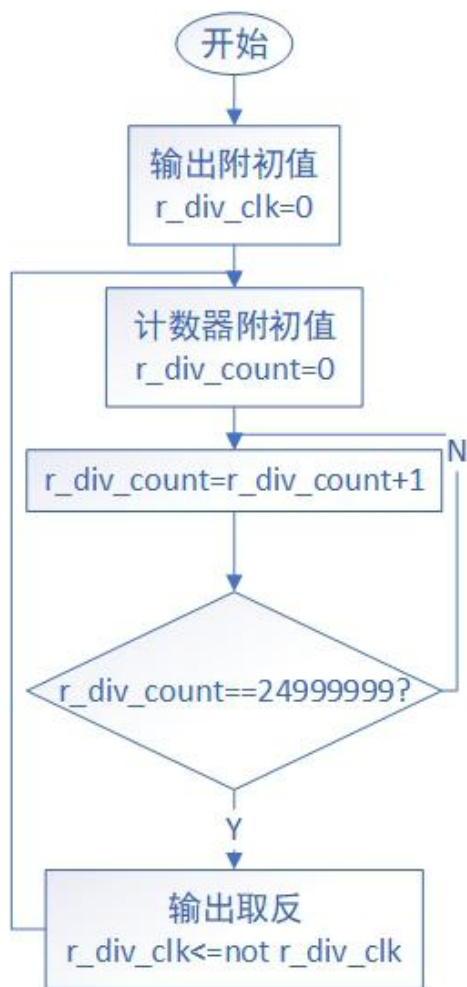 开始
输出附初值
r_div_clk=0
计数器附初值
r_div_count=0
N
r_div_count=r_div_count+1
r_div_count==24999999?
Y
输出取反
r_div_clk<=not r_div_clk